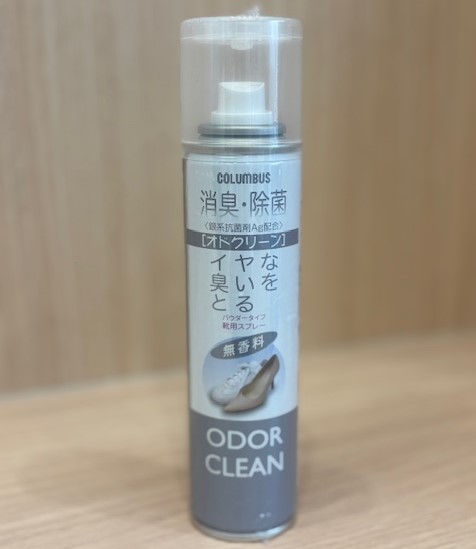 COLUMBUS
消臭・除菌
〈銀系抗菌剤Ag配合〉
[オドクリーン]
イヤな
臭いを
とる
パウダータイプ
靴用スプレー
無香料
ODOR
CLEAN